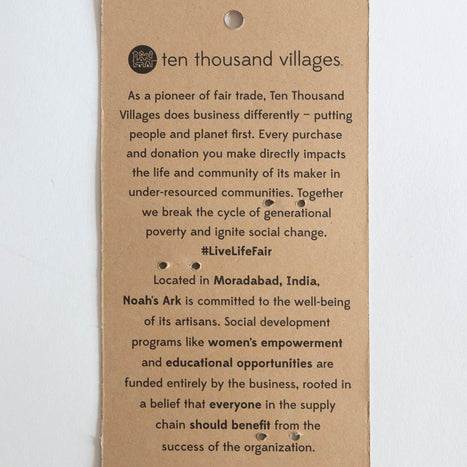 ten thousand villages.
As a pioneer of fair trade, Ten Thousand
Villages does business differently – putting
people and planet first. Every purchase
and donation you make directly impacts
the life and community of its maker in
under-resourced communities. Together
we break the cycle of generational
poverty and ignite social change.
#LiveLifeFair
Located in Moradabad, India,
Noah's Ark is committed to the well-being
of its artisans. Social development
programs like women's empowerment
and educational opportunities are
funded entirely by the business, rooted in
a belief that everyone in the supply
chain should benefit from the
success of the organization.